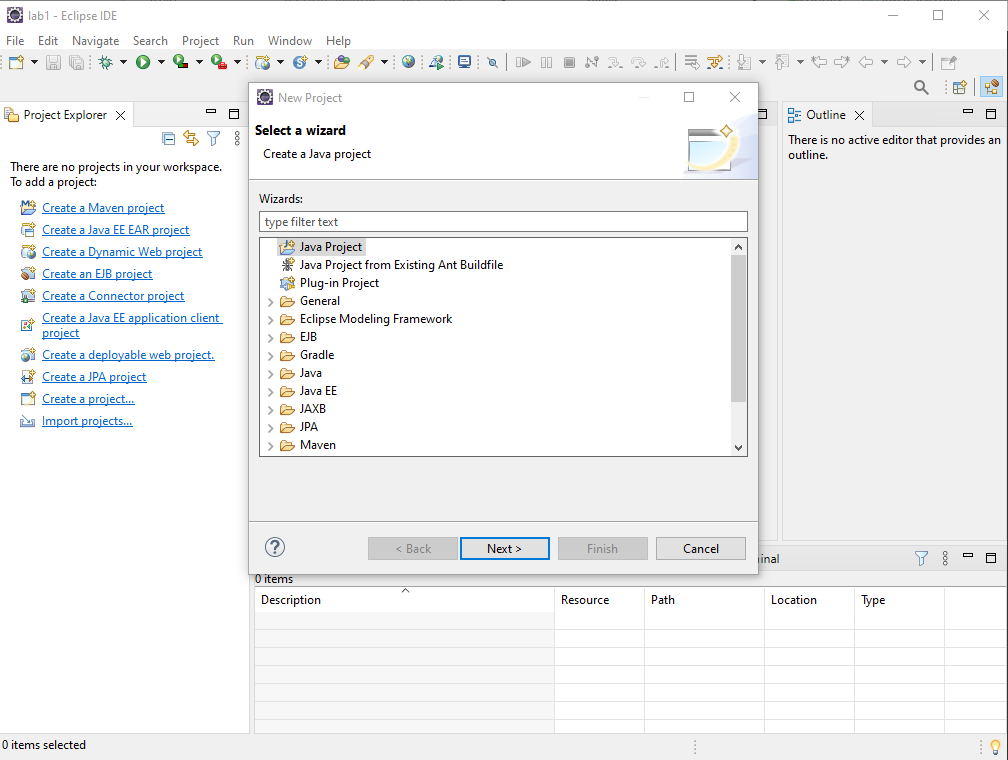 lab1 - Eclipse IDE
File Edit Navigate Search Project Run Window Help
Project Explorer
There are no projects in your workspace.
To add a project:
Create a Maven project
Create a Java EE EAR project
Create a Dynamic Web project
Create an EJB project
Create a Connector project
Create a Java EE application client
project
Create a deployable web project.
Create a JPA project
Create a project...
Import projects...
New Project
Select a wizard
Create a Java project
Wizards:
type filter text
Java Project
Java Project from Existing Ant Buildfile
Plug-in Project
General
Eclipse Modeling Framework
EJB
Gradle
Java
Java EE
JAXB
JPA
Maven
?
< Back Next > Finish Cancel
Outline
There is no active editor that provides an
outline.
inal
0 items
Description Resource Path Location Type
0 items selected